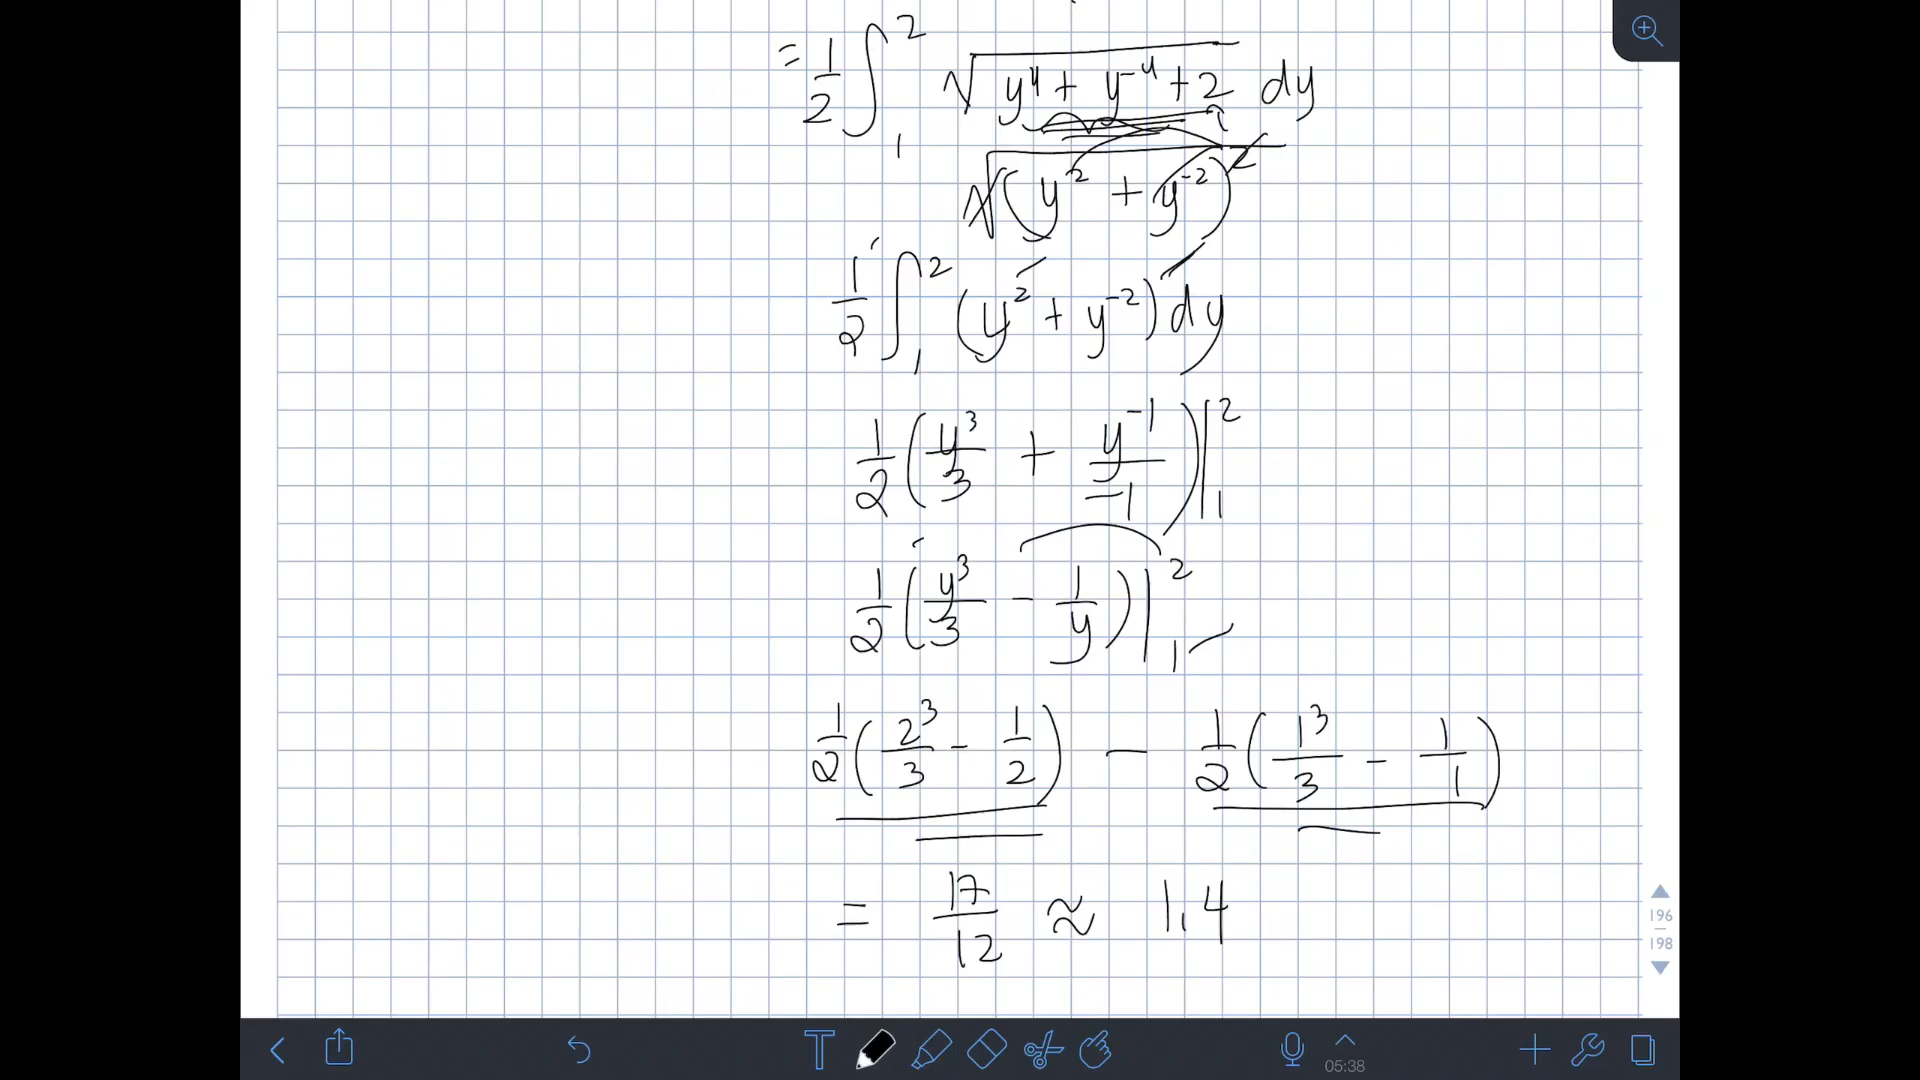 = 1/2 ∫₁² √(y⁴ + y⁻⁴ + 2) dy
√(y² + y⁻²)²
1/2 ∫₁² (y² + y⁻²) dy
1/2 (y³/3 + y⁻¹/−1) |₁²
1/2 (y³/3 − 1/y) |₁²
1/2 (2³/3 − 1/2) − 1/2 (1³/3 − 1/1)
= 17/12 ≈ 1.4
196
198
T
05:38